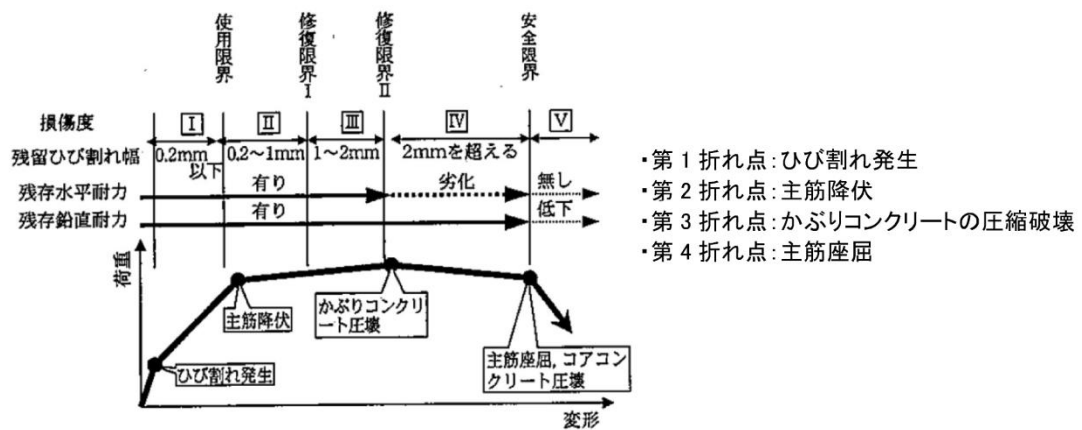 使用限界
修復限界Ⅰ
修復限界Ⅱ
安全限界
損傷度
Ⅰ
Ⅱ
Ⅲ
Ⅳ
Ⅴ
残留ひび割れ幅
0.2mm
以下
0.2～1mm
1～2mm
2mmを超える
残存水平耐力
有り
劣化
無し
残存鉛直耐力
有り
低下
荷重
主筋降伏
かぶりコンクリ
ート圧壊
ひび割れ発生
主筋座屈，コアコン
クリート圧壊
変形
・第1折れ点：ひび割れ発生
・第2折れ点：主筋降伏
・第3折れ点：かぶりコンクリートの圧縮破壊
・第4折れ点：主筋座屈